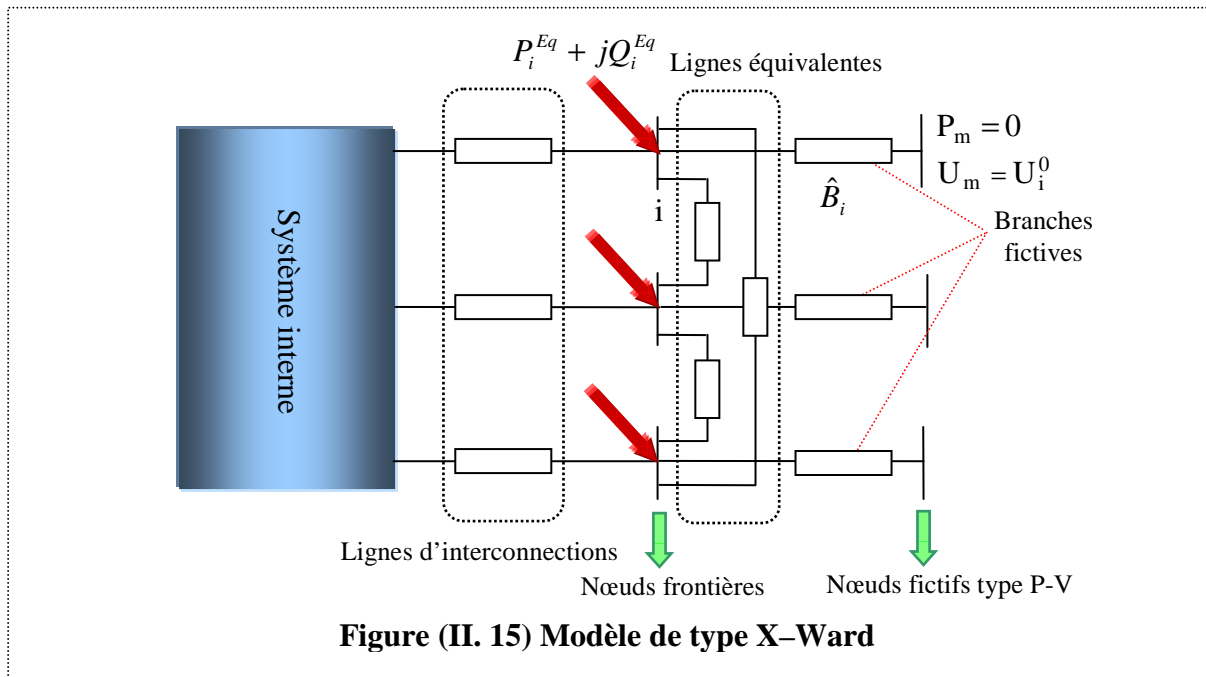 P_i^{Eq} + jQ_i^{Eq}
Lignes équivalentes
P_m = 0
U_m = U_i^0
B̂_i
i
Branches
fictives
Système interne
Lignes d'interconnections
Nœuds frontières
Nœuds fictifs type P-V
Figure (II. 15) Modèle de type X–Ward